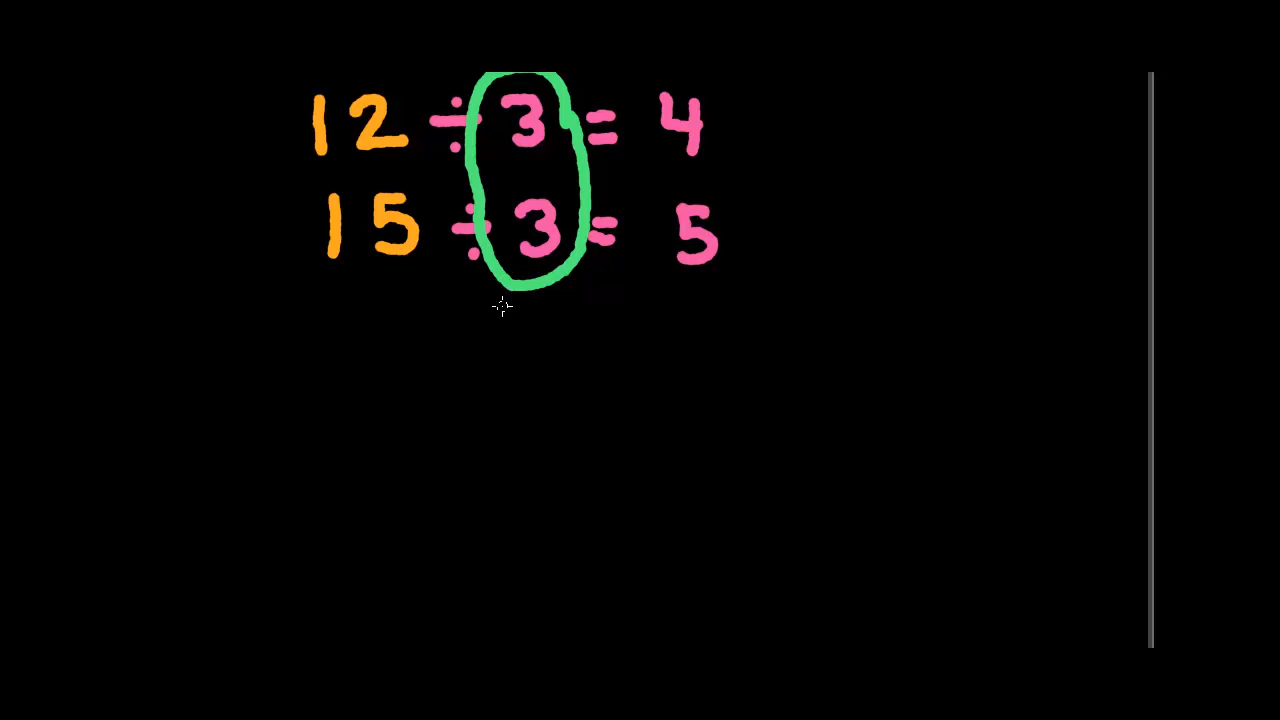 12 ÷ 3 = 4
15 ÷ 3 = 5